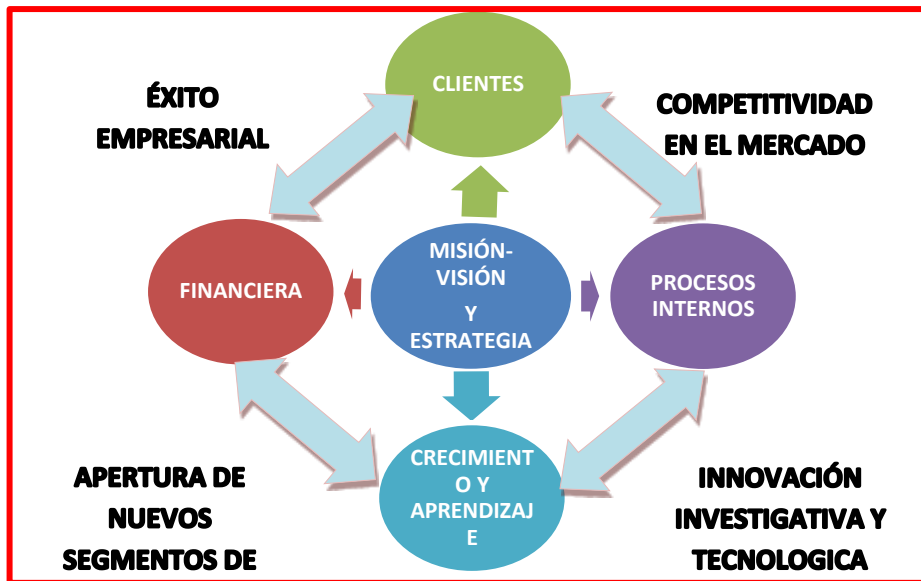 CLIENTES
ÉXITO
EMPRESARIAL
COMPETITIVIDAD
EN EL MERCADO
FINANCIERA
MISIÓN-
VISIÓN
Y
ESTRATEGIA
PROCESOS
INTERNOS
CRECIMIENT
O Y
APRENDIZAJ
E
APERTURA DE
NUEVOS
SEGMENTOS DE
INNOVACIÓN
INVESTIGATIVA Y
TECNOLOGICA